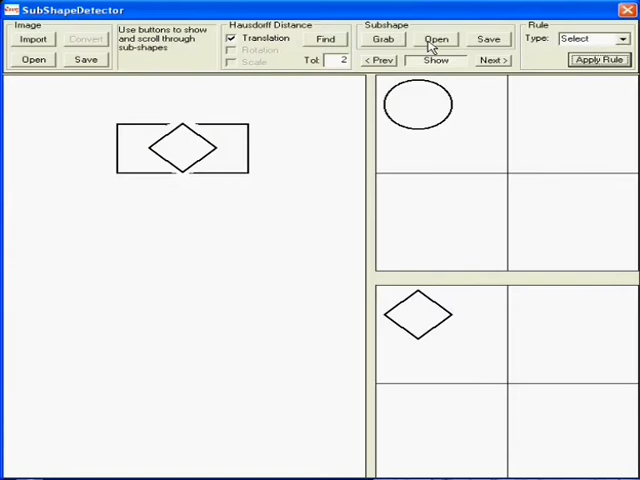 SubShapeDetector
Image
Import
Convert
Open
Save
Use buttons to show
and scroll through
sub-shapes
Hausdorff Distance
Translation
Find
Rotation
Scale
Tol:
2
Subshape
Grab
Open
Save
< Prev
Show
Next >
Rule
Type:
Select
Apply Rule